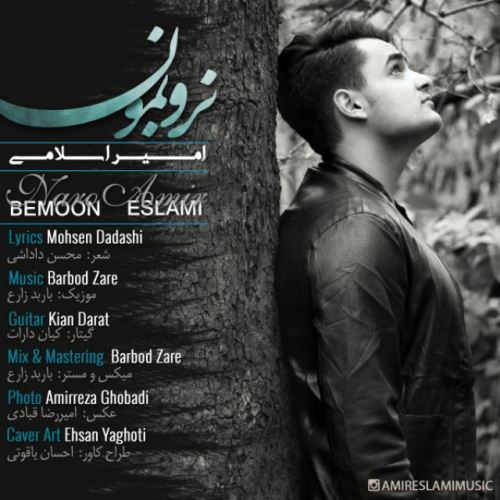 نرو بمون
امیر اسلامی
Naro Amir
BEMOON ESLAMI
Lyrics Mohsen Dadashi
شعر: محسن داداشی
Music Barbod Zare
موزیک: باربد زارع
Guitar Kian Darat
گیتار: کیان دارات
Mix & Mastering Barbod Zare
میکس و مستر: باربد زارع
Photo Amirreza Ghobadi
عکس: امیررضا قبادی
Caver Art Ehsan Yaghoti
طراح کاور: احسان یاقوتی
AMIRESLAMIMUSIC